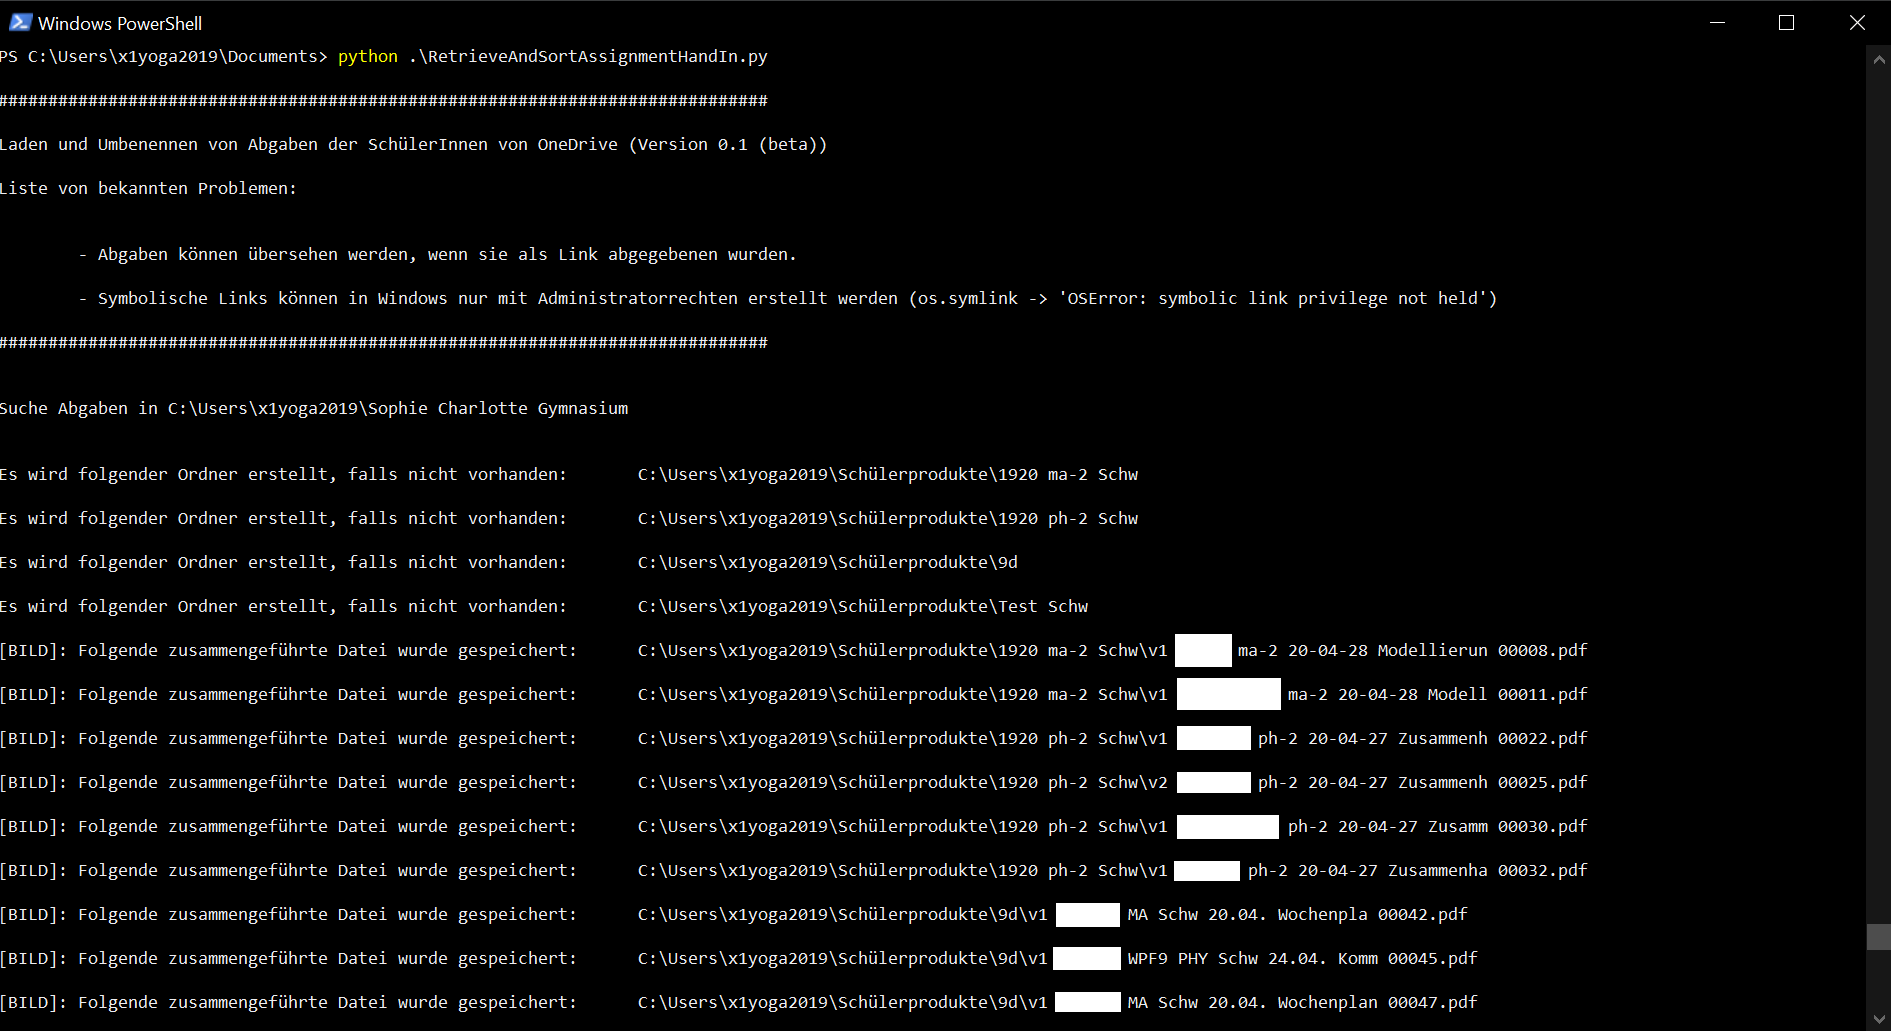 Windows PowerShell
PS C:\Users\x1yoga2019\Documents> python .\RetrieveAndSortAssignmentHandIn.py
#############################################################################
Laden und Umbenennen von Abgaben der SchülerInnen von OneDrive (Version 0.1 (beta))
Liste von bekannten Problemen:
- Abgaben können übersehen werden, wenn sie als Link abgegebenen wurden.
- Symbolische Links können in Windows nur mit Administratorrechten erstellt werden (os.symlink -> 'OSError: symbolic link privilege not held')
#############################################################################
Suche Abgaben in C:\Users\x1yoga2019\Sophie Charlotte Gymnasium
Es wird folgender Ordner erstellt, falls nicht vorhanden: C:\Users\x1yoga2019\Schülerprodukte\1920 ma-2 Schw
Es wird folgender Ordner erstellt, falls nicht vorhanden: C:\Users\x1yoga2019\Schülerprodukte\1920 ph-2 Schw
Es wird folgender Ordner erstellt, falls nicht vorhanden: C:\Users\x1yoga2019\Schülerprodukte\9d
Es wird folgender Ordner erstellt, falls nicht vorhanden: C:\Users\x1yoga2019\Schülerprodukte\Test Schw
[BILD]: Folgende zusammengeführte Datei wurde gespeichert: C:\Users\x1yoga2019\Schülerprodukte\1920 ma-2 Schw\v1 ma-2 20-04-28 Modellierun 00008.pdf
[BILD]: Folgende zusammengeführte Datei wurde gespeichert: C:\Users\x1yoga2019\Schülerprodukte\1920 ma-2 Schw\v1 ma-2 20-04-28 Modell 00011.pdf
[BILD]: Folgende zusammengeführte Datei wurde gespeichert: C:\Users\x1yoga2019\Schülerprodukte\1920 ph-2 Schw\v1 ph-2 20-04-27 Zusammenh 00022.pdf
[BILD]: Folgende zusammengeführte Datei wurde gespeichert: C:\Users\x1yoga2019\Schülerprodukte\1920 ph-2 Schw\v2 ph-2 20-04-27 Zusammenh 00025.pdf
[BILD]: Folgende zusammengeführte Datei wurde gespeichert: C:\Users\x1yoga2019\Schülerprodukte\1920 ph-2 Schw\v1 ph-2 20-04-27 Zusamm 00030.pdf
[BILD]: Folgende zusammengeführte Datei wurde gespeichert: C:\Users\x1yoga2019\Schülerprodukte\1920 ph-2 Schw\v1 ph-2 20-04-27 Zusammenha 00032.pdf
[BILD]: Folgende zusammengeführte Datei wurde gespeichert: C:\Users\x1yoga2019\Schülerprodukte\9d\v1 MA Schw 20.04. Wochenpla 00042.pdf
[BILD]: Folgende zusammengeführte Datei wurde gespeichert: C:\Users\x1yoga2019\Schülerprodukte\9d\v1 WPF9 PHY Schw 24.04. Komm 00045.pdf
[BILD]: Folgende zusammengeführte Datei wurde gespeichert: C:\Users\x1yoga2019\Schülerprodukte\9d\v1 MA Schw 20.04. Wochenplan 00047.pdf